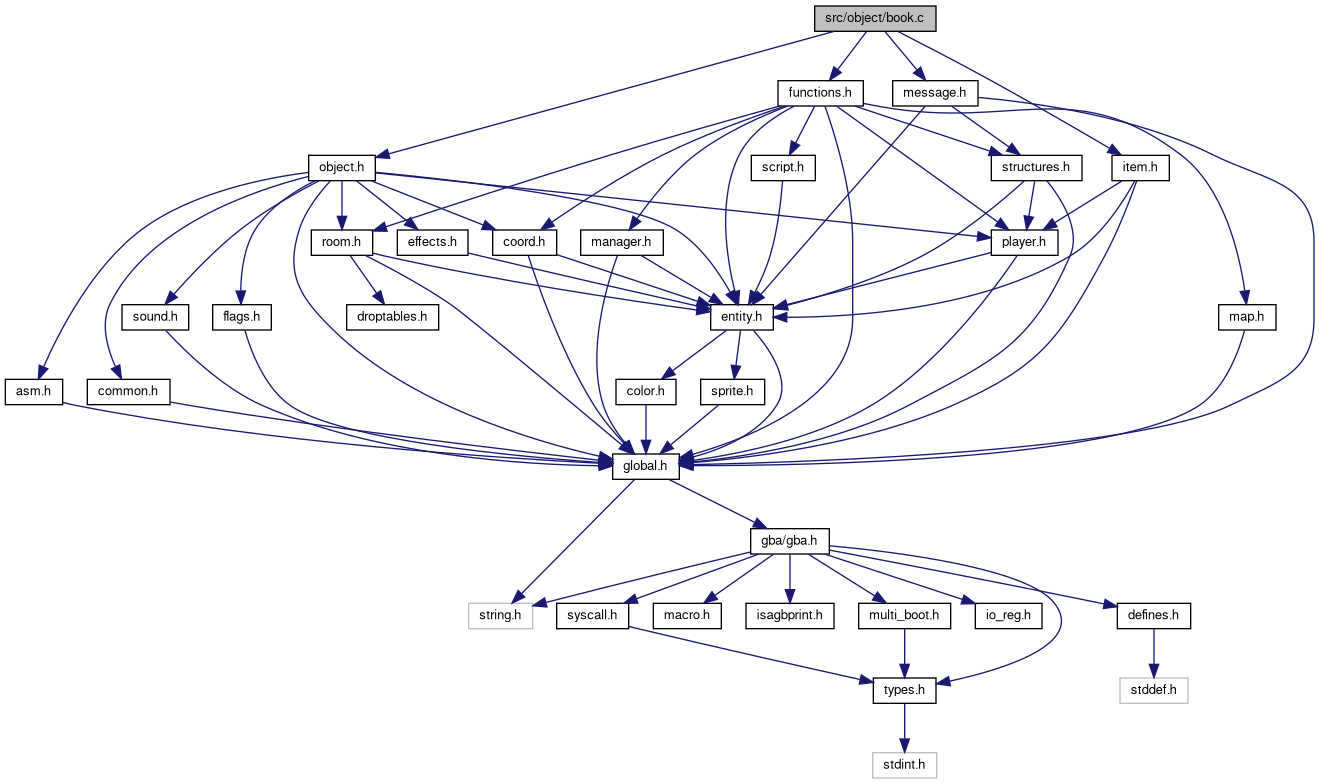 src/object/book.c
functions.h
message.h
object.h
script.h
structures.h
item.h
room.h
effects.h
coord.h
manager.h
player.h
sound.h
flags.h
droptables.h
entity.h
map.h
asm.h
common.h
color.h
sprite.h
global.h
gba/gba.h
string.h
syscall.h
macro.h
isagbprint.h
multi_boot.h
io_reg.h
defines.h
types.h
stddef.h
stdint.h